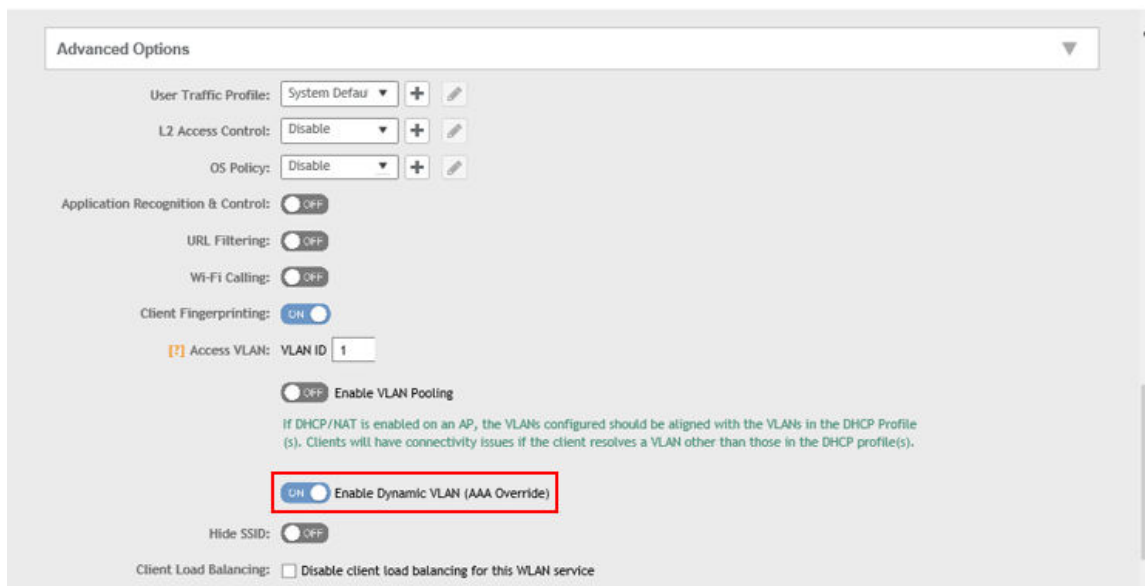 Advanced Options
User Traffic Profile: System Defau
L2 Access Control: Disable
OS Policy: Disable
Application Recognition & Control: OFF
URL Filtering: OFF
Wi-Fi Calling: OFF
Client Fingerprinting: ON
[?] Access VLAN: VLAN ID 1
OFF Enable VLAN Pooling
If DHCP/NAT is enabled on an AP, the VLANs configured should be aligned with the VLANs in the DHCP Profile
(s). Clients will have connectivity issues if the client resolves a VLAN other than those in the DHCP profile(s).
ON Enable Dynamic VLAN (AAA Override)
Hide SSID: OFF
Client Load Balancing: Disable client load balancing for this WLAN service